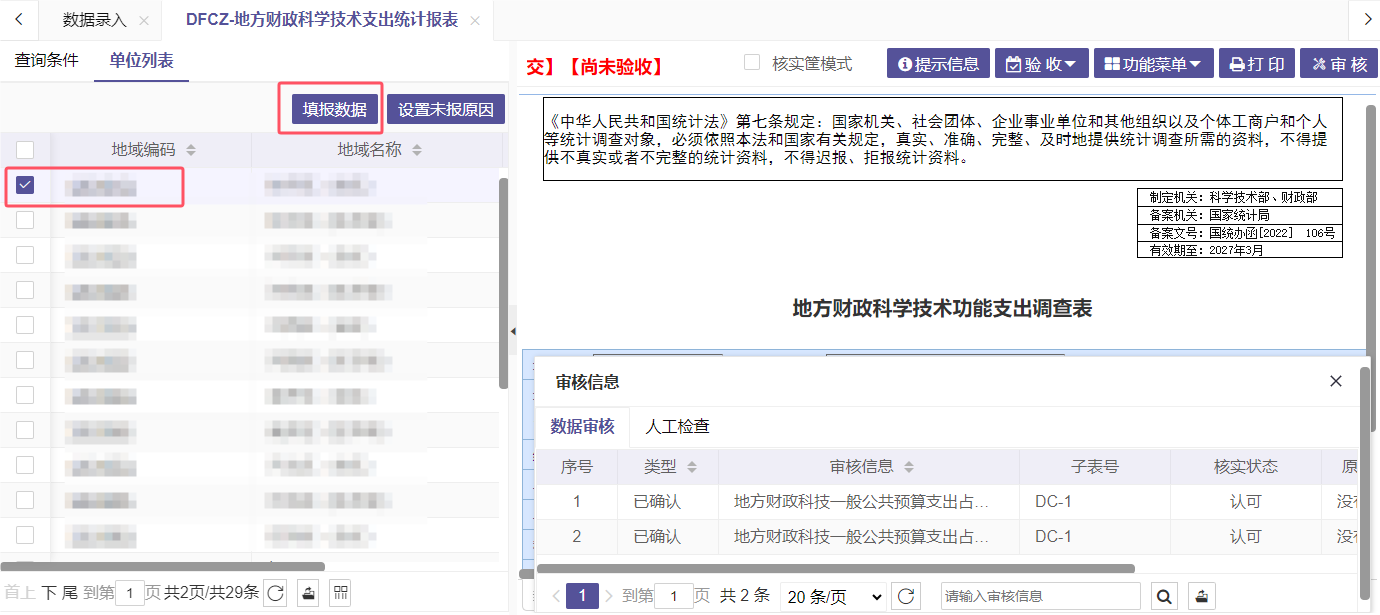 数据录入
DFCZ-地方财政科学技术支出统计报表
查询条件
单位列表
填报数据
设置未报原因
地域编码
地域名称
首 上 下 尾 到第 1 页 共2页/共29条
交】【尚未验收】
核实筐模式
提示信息
验 收
功能菜单
打 印
审 核
《中华人民共和国统计法》第七条规定：国家机关、社会团体、企业事业单位和其他组织以及个体工商户和个人
等统计调查对象，必须依照本法和国家有关规定，真实、准确、完整、及时地提供统计调查所需的资料，不得提
供不真实或者不完整的统计资料，不得迟报、拒报统计资料。
制定机关：科学技术部、财政部
备案机关：国家统计局
备案文号：国统办函[2022] 106号
有效期至：2027年3月
地方财政科学技术功能支出调查表
审核信息
数据审核
人工检查
序号 类型 审核信息 子表号 核实状态 原
1 已确认 地方财政科技一般公共预算支出占... DC-1 认可 没有
2 已确认 地方财政科技一般公共预算支出占... DC-1 认可 没有
1 到第 1 页 共 2 条 20 条/页 请输入审核信息